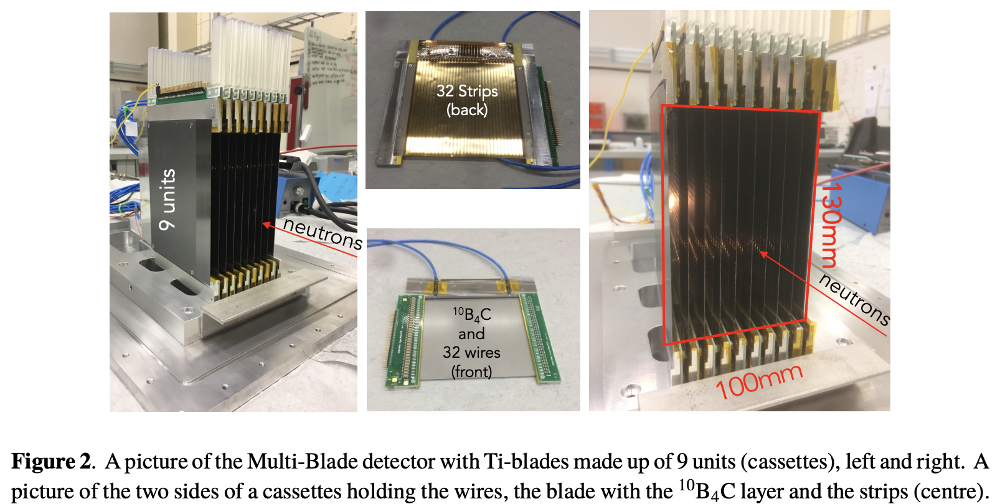 9 units
neutrons
32 Strips
(back)
¹⁰B₄C
and
32 wires
(front)
130mm
neutrons
100mm
Figure 2. A picture of the Multi-Blade detector with Ti-blades made up of 9 units (cassettes), left and right. A
picture of the two sides of a cassettes holding the wires, the blade with the ¹⁰B₄C layer and the strips (centre).